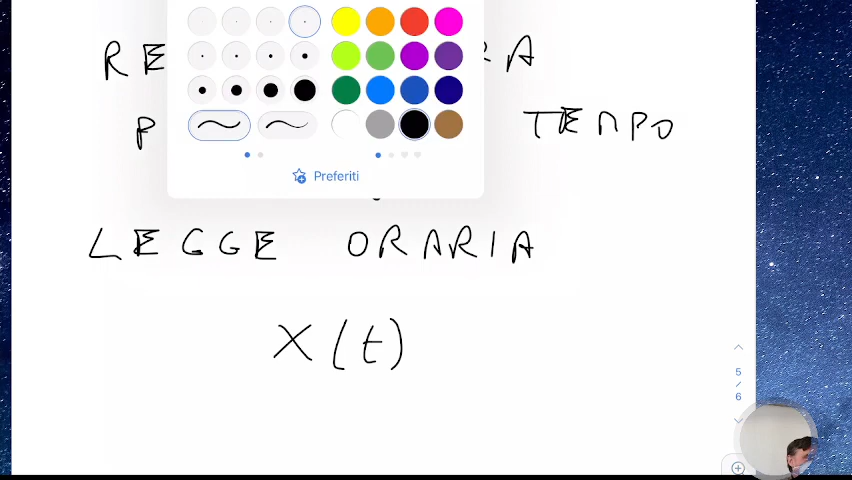 Preferiti
TEMPO
LEGGE ORARIA
X(t)
5
/
6